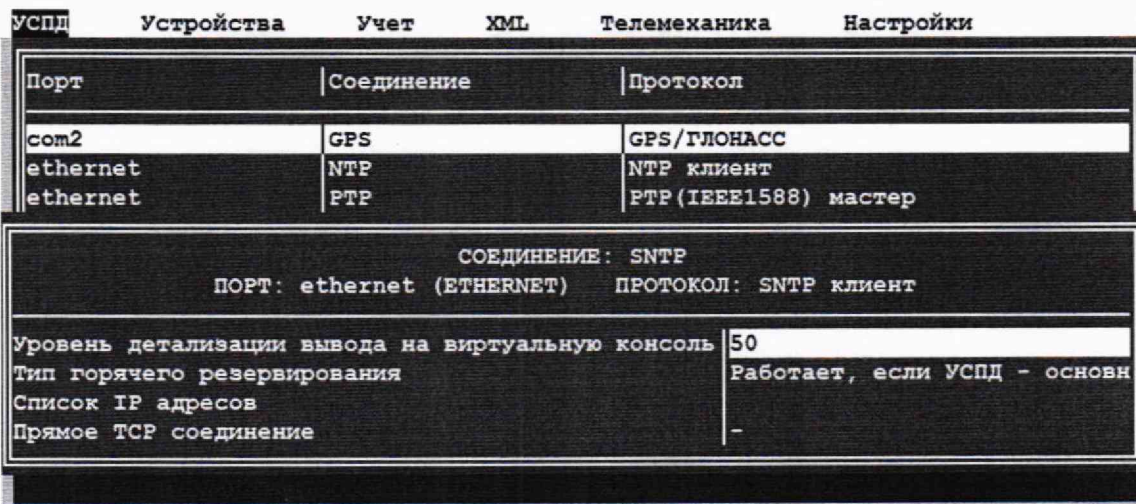 УСПД Устройства Учет XML Телемеханика Настройки
Порт Соединение Протокол
com2 GPS GPS/ГЛОНАСС
ethernet NTP NTP клиент
ethernet PTP PTP(IEEE1588) мастер
СОЕДИНЕНИЕ: SNTP
ПОРТ: ethernet (ETHERNET) ПРОТОКОЛ: SNTP клиент
Уровень детализации вывода на виртуальную консоль 50
Тип горячего резервирования Работает, если УСПД - основн
Список IP адресов
Прямое TCP соединение -